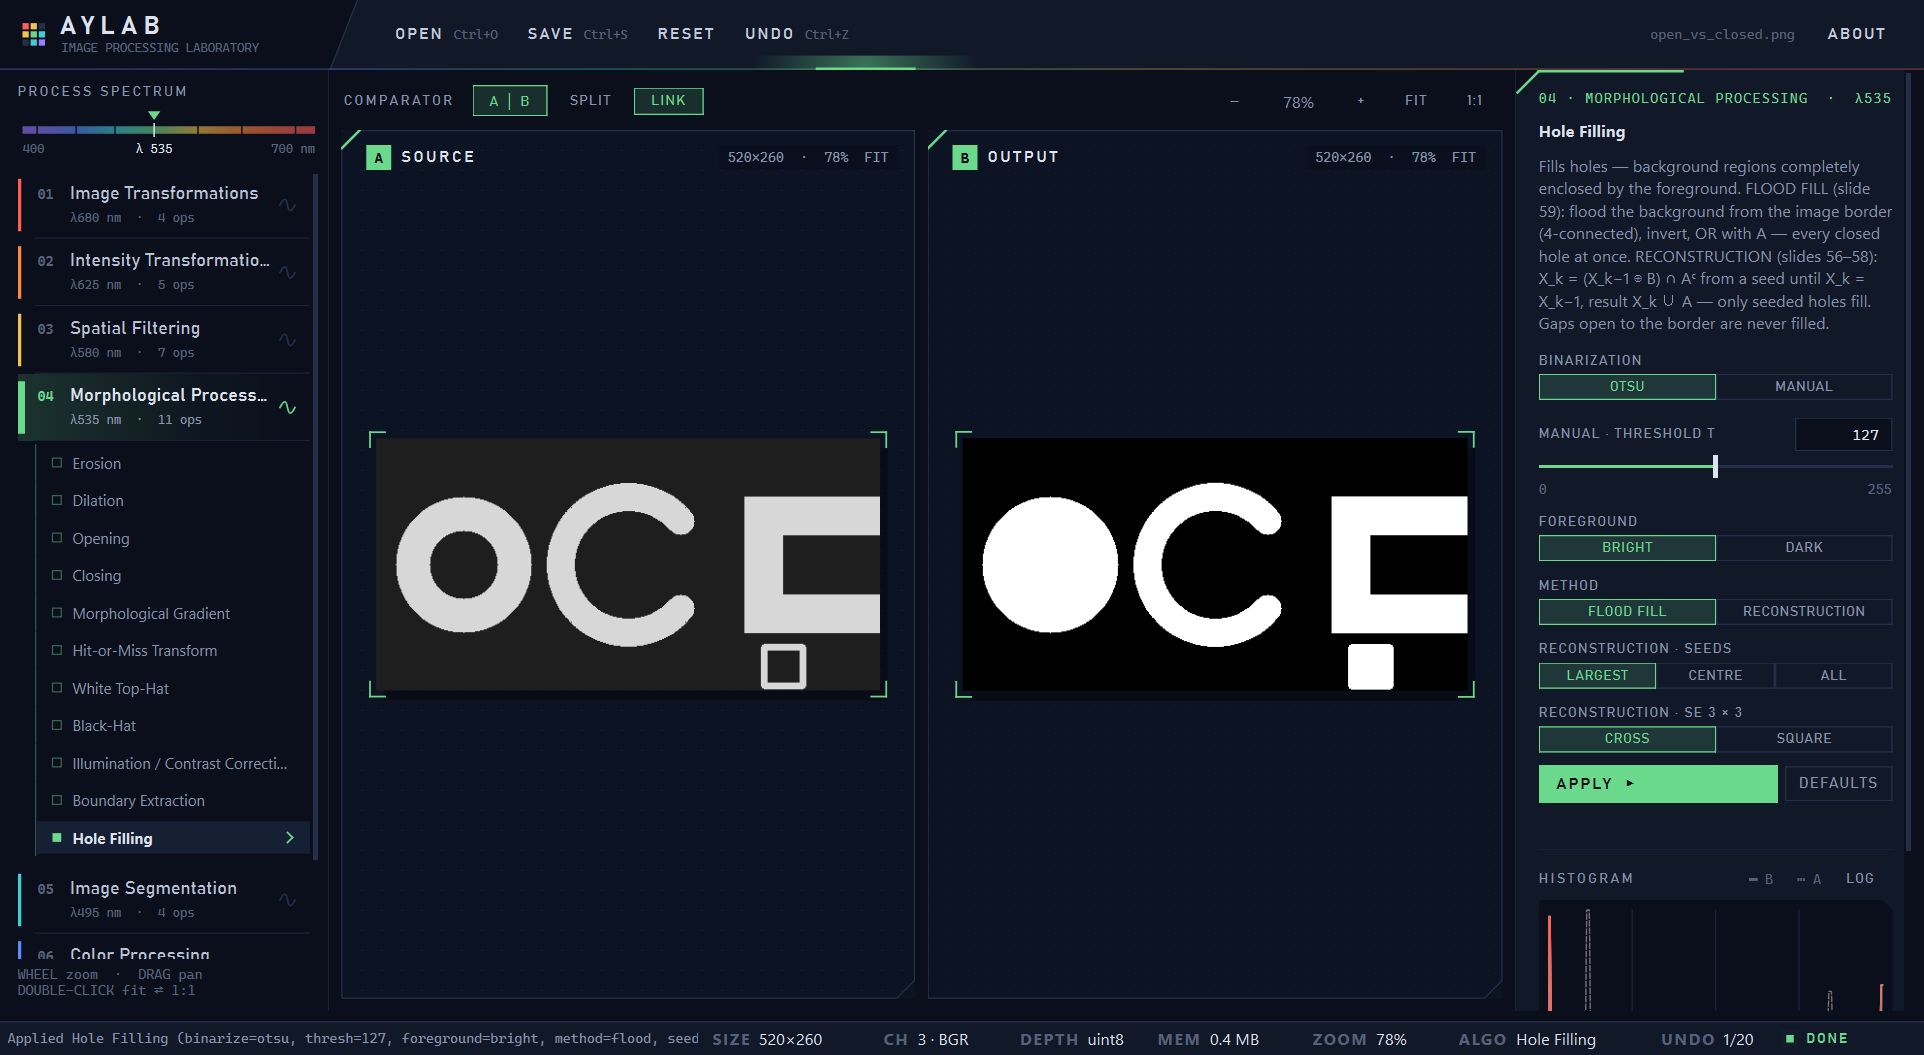 AYLAB
IMAGE PROCESSING LABORATORY
OPEN Ctrl+O SAVE Ctrl+S RESET UNDO Ctrl+Z
open_vs_closed.png ABOUT
PROCESS SPECTRUM
400 λ 535 700 nm
01 Image Transformations
λ680 nm · 4 ops
02 Intensity Transformatio…
λ625 nm · 5 ops
03 Spatial Filtering
λ580 nm · 7 ops
04 Morphological Process…
λ535 nm · 11 ops
Erosion
Dilation
Opening
Closing
Morphological Gradient
Hit-or-Miss Transform
White Top-Hat
Black-Hat
Illumination / Contrast Correcti…
Boundary Extraction
Hole Filling
05 Image Segmentation
λ495 nm · 4 ops
06 Color Processing
WHEEL zoom · DRAG pan
DOUBLE-CLICK fit ⇄ 1:1
COMPARATOR A | B SPLIT LINK
− 78% + FIT 1:1
A SOURCE 520×260 · 78% FIT
OCE
B OUTPUT 520×260 · 78% FIT
04 · MORPHOLOGICAL PROCESSING · λ535
Hole Filling
Fills holes — background regions completely
enclosed by the foreground. FLOOD FILL (slide
59): flood the background from the image border
(4-connected), invert, OR with A — every closed
hole at once. RECONSTRUCTION (slides 56–58):
X_k = (X_k−1 ⊕ B) ∩ Aᶜ from a seed until X_k =
X_k−1, result X_k ∪ A — only seeded holes fill.
Gaps open to the border are never filled.
BINARIZATION
OTSU MANUAL
MANUAL · THRESHOLD T 127
0 255
FOREGROUND
BRIGHT DARK
METHOD
FLOOD FILL RECONSTRUCTION
RECONSTRUCTION · SEEDS
LARGEST CENTRE ALL
RECONSTRUCTION · SE 3 × 3
CROSS SQUARE
APPLY ▸ DEFAULTS
HISTOGRAM B A LOG
Applied Hole Filling (binarize=otsu, thresh=127, foreground=bright, method=flood, seed
SIZE 520×260 CH 3 · BGR DEPTH uint8 MEM 0.4 MB ZOOM 78% ALGO Hole Filling UNDO 1/20 DONE